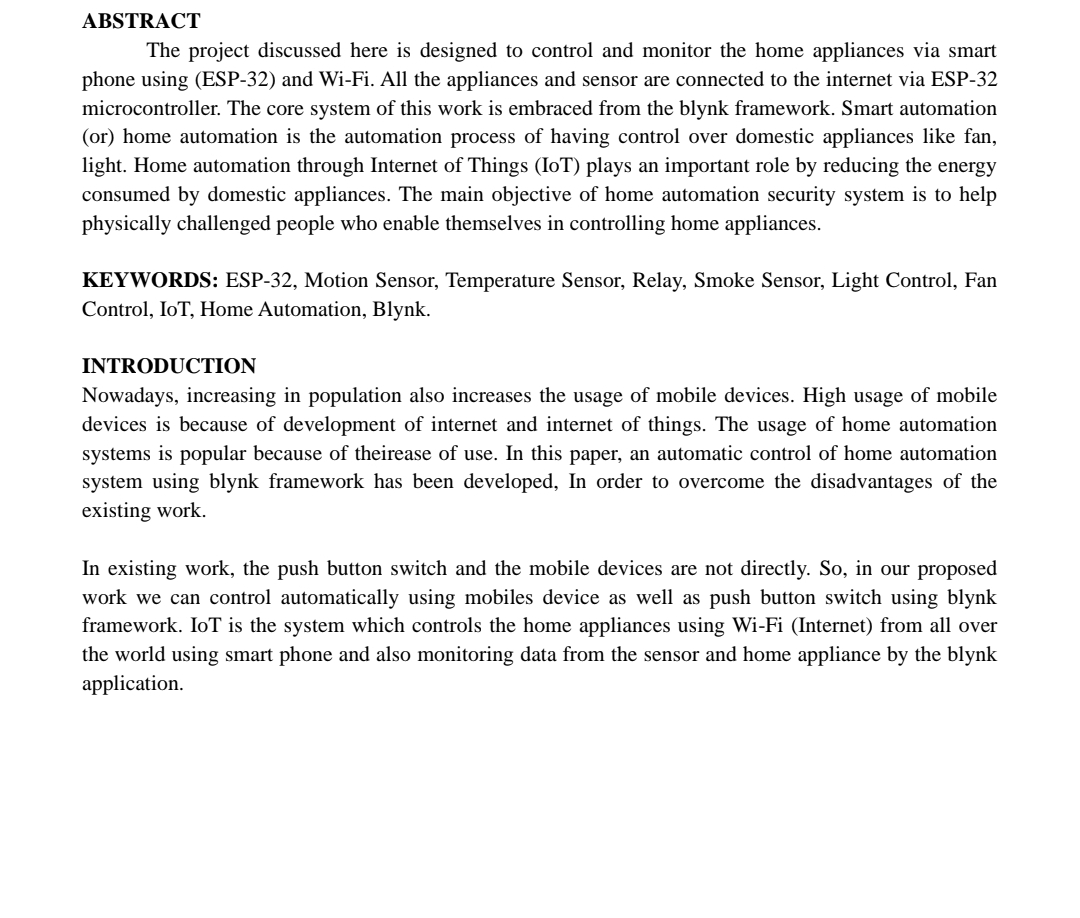 ABSTRACT
The project discussed here is designed to control and monitor the home appliances via smart
phone using (ESP-32) and Wi-Fi. All the appliances and sensor are connected to the internet via ESP-32
microcontroller. The core system of this work is embraced from the blynk framework. Smart automation
(or) home automation is the automation process of having control over domestic appliances like fan,
light. Home automation through Internet of Things (IoT) plays an important role by reducing the energy
consumed by domestic appliances. The main objective of home automation security system is to help
physically challenged people who enable themselves in controlling home appliances.
KEYWORDS: ESP-32, Motion Sensor, Temperature Sensor, Relay, Smoke Sensor, Light Control, Fan
Control, IoT, Home Automation, Blynk.
INTRODUCTION
Nowadays, increasing in population also increases the usage of mobile devices. High usage of mobile
devices is because of development of internet and internet of things. The usage of home automation
systems is popular because of theirease of use. In this paper, an automatic control of home automation
system using blynk framework has been developed, In order to overcome the disadvantages of the
existing work.
In existing work, the push button switch and the mobile devices are not directly. So, in our proposed
work we can control automatically using mobiles device as well as push button switch using blynk
framework. IoT is the system which controls the home appliances using Wi-Fi (Internet) from all over
the world using smart phone and also monitoring data from the sensor and home appliance by the blynk
application.